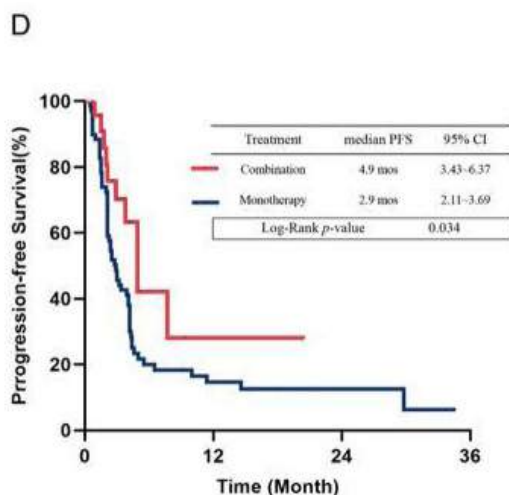 D
Prrogression-free Survival(%)
100
80
60
40
20
0
Treatment median PFS 95% CI
Combination 4.9 mos 3.43–6.37
Monotherapy 2.9 mos 2.11–3.69
Log-Rank p-value 0.034
0 12 24 36
Time (Month)